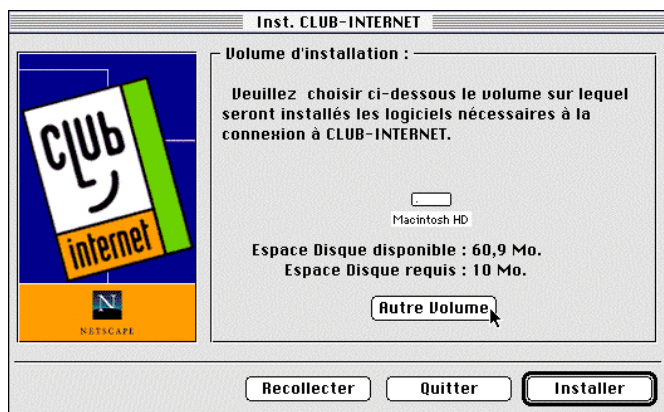 Inst. CLUB-INTERNET
CLUB
internet
N
NETSCAPE
Volume d'installation :
Veuillez choisir ci-dessous le volume sur lequel
seront installés les logiciels nécessaires à la
connexion à CLUB-INTERNET.
Macintosh HD
Espace Disque disponible : 60,9 Mo.
Espace Disque requis : 10 Mo.
Autre Volume
Recollecter
Quitter
Installer